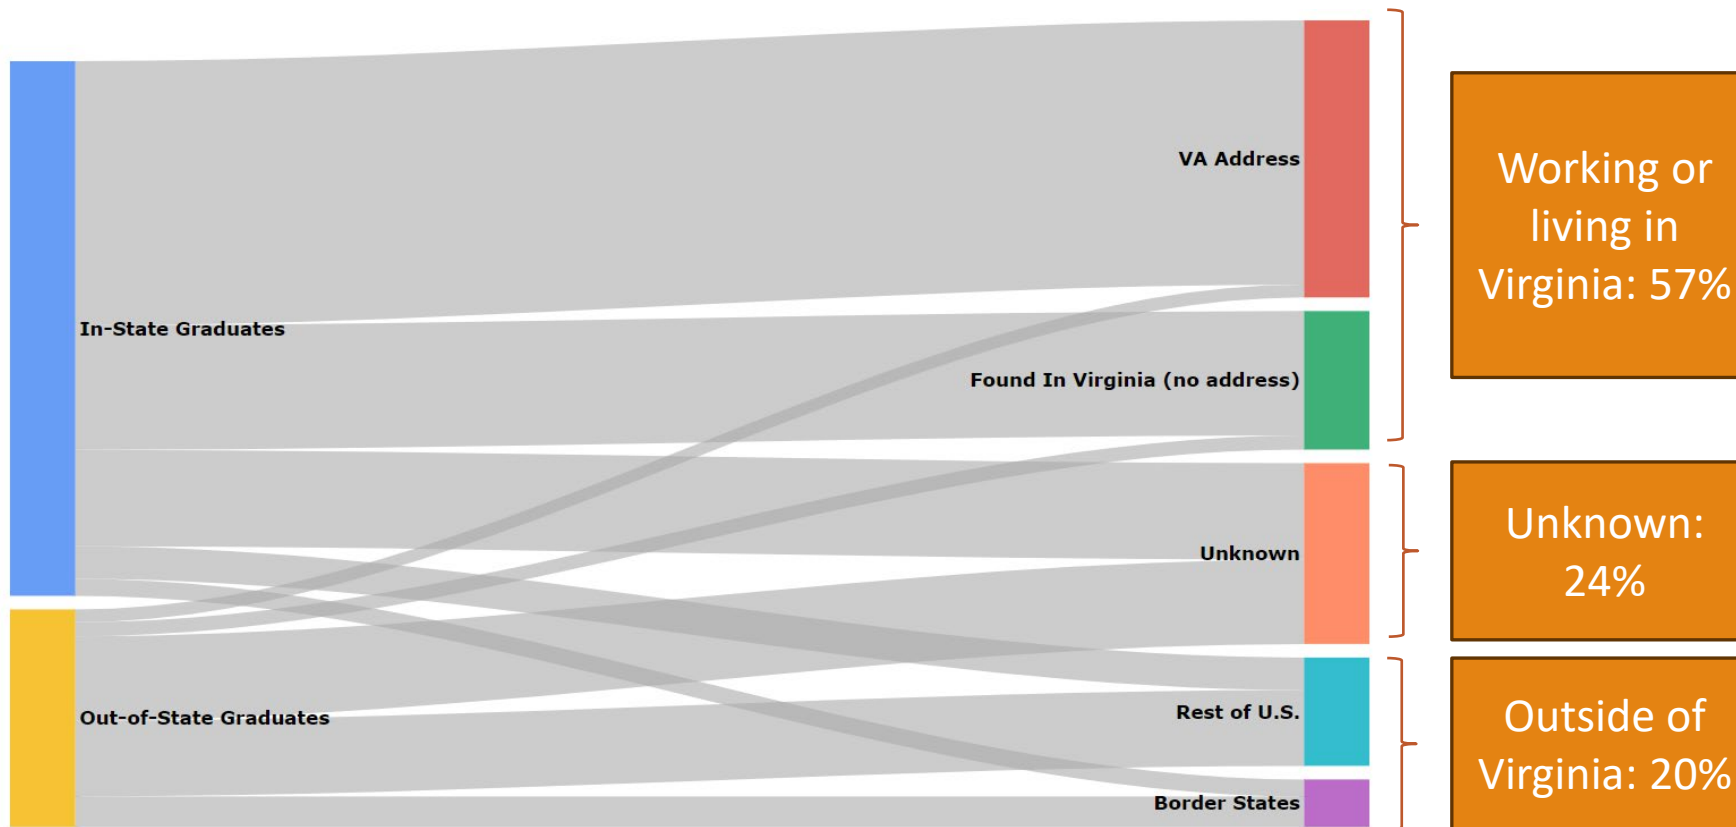 VA Address
Working or
living in
Virginia: 57%
In-State Graduates
Found In Virginia (no address)
Unknown
Unknown:
24%
Out-of-State Graduates
Rest of U.S.
Outside of
Virginia: 20%
Border States